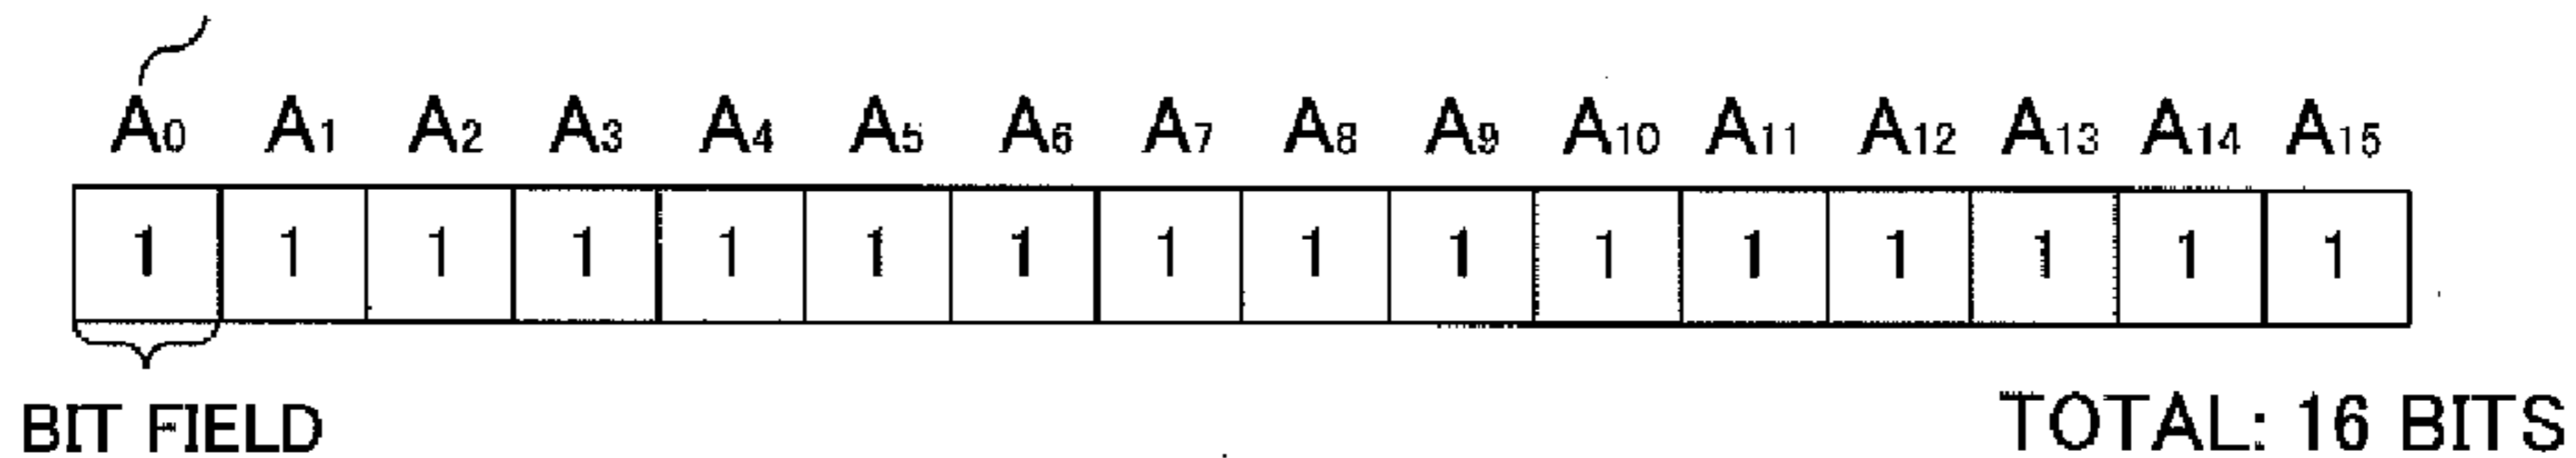 A0 A1 A2 A3 A4 A5 A6 A7 A8 A9 A10 A11 A12 A13 A14 A15
1 1 1 1 1 1 1 1 1 1 1 1 1 1 1 1
BIT FIELD TOTAL: 16 BITS